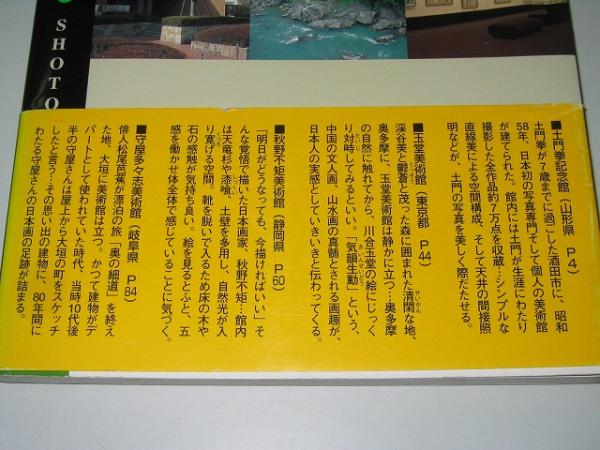 SHOTO
■土門拳記念館（山形県　P4）
土門拳が7歳までに過ごした酒田市に、昭和
58年、日本初の写真専門そして個人の美術館
が建てられた。館内には土門が生涯にわたり
撮影した全作品約7万点を収蔵…シンプルな
直線美による空間構成、そして天井の間接照
明などが、土門の写真を美しく際だたせる。
■玉堂美術館（東京都　P44）
渓谷美と鬱蒼と茂った森に囲まれた清閑な地、
奥多摩に、玉堂美術館は静かに立つ…奥多摩
の自然に触れてから、川合玉堂の絵にじっく
り対峙してみるといい。「気韻生動」という、
中国の文人画、山水画の真髄とされる画趣が、
日本人の実感としていきいきと伝わってくる。
■秋野不矩美術館（静岡県　P60）
「明日がどうなっても、今描ければいい」そ
んな覚悟で描いた日本画家、秋野不矩…館内
は天竜杉や漆喰、土壁を多用し、自然光が入
り寛げる空間。靴を脱いで入るため床の木や
石の感触が気持ち良い。絵を見るとふと、五
感を働かせ体全体で感じていることに気づく。
■守屋多々志美術館（岐阜県　P84）
俳人松尾芭蕉が漂泊の旅「奥の細道」を終え
た地、大垣に美術館は立つ。かつて建物がデ
パートとして使われていた時代、当時10代後
半の守屋さんは屋上から大垣の町をスケッチ
したと言う…その思い出の建物に、80年間に
わたる守屋さんの日本画の足跡が詰まる。